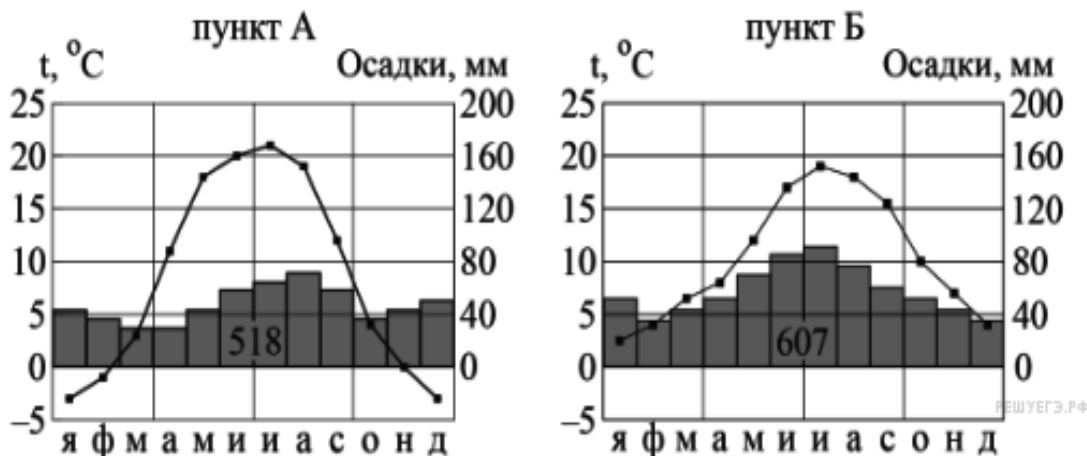 пункт А
t, °C Осадки, мм
25 200
20 160
15 120
10 80
5 40
0 0
–5
518
я ф м а м и и а с о н д
пункт Б
t, °C Осадки, мм
25 200
20 160
15 120
10 80
5 40
0 0
–5
607
я ф м а м и и а с о н д
РЕШУЕГЭ.РФ